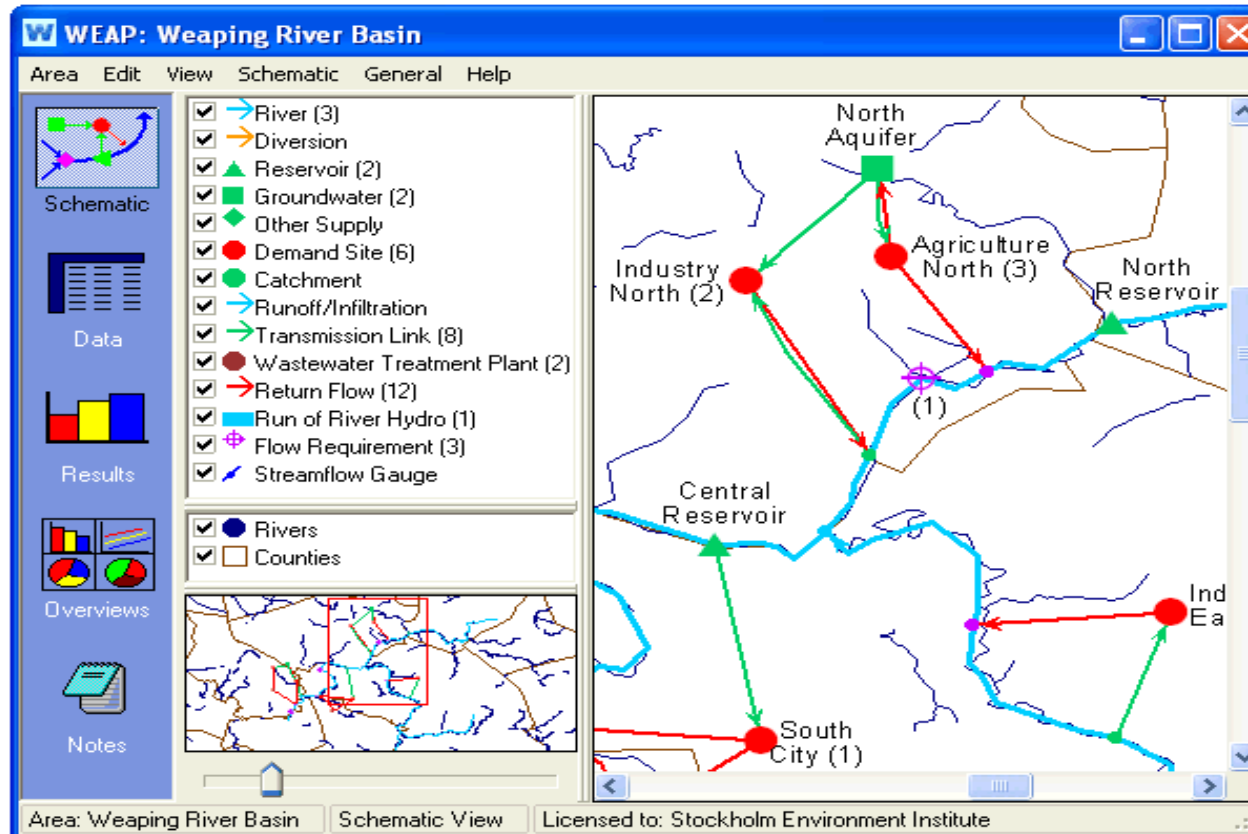 WEAP: Weaping River Basin
Area Edit View Schematic General Help
Schematic
Data
Results
Overviews
Notes
River (3)
Diversion
Reservoir (2)
Groundwater (2)
Other Supply
Demand Site (6)
Catchment
Runoff/Infiltration
Transmission Link (8)
Wastewater Treatment Plant (2)
Return Flow (12)
Run of River Hydro (1)
Flow Requirement (3)
Streamflow Gauge
Rivers
Counties
North
Aquifer
Agriculture
North (3)
Industry
North (2)
North
Reservoir
(1)
Central
Reservoir
Ind
Ea
South
City (1)
Area: Weaping River Basin Schematic View Licensed to: Stockholm Environment Institute